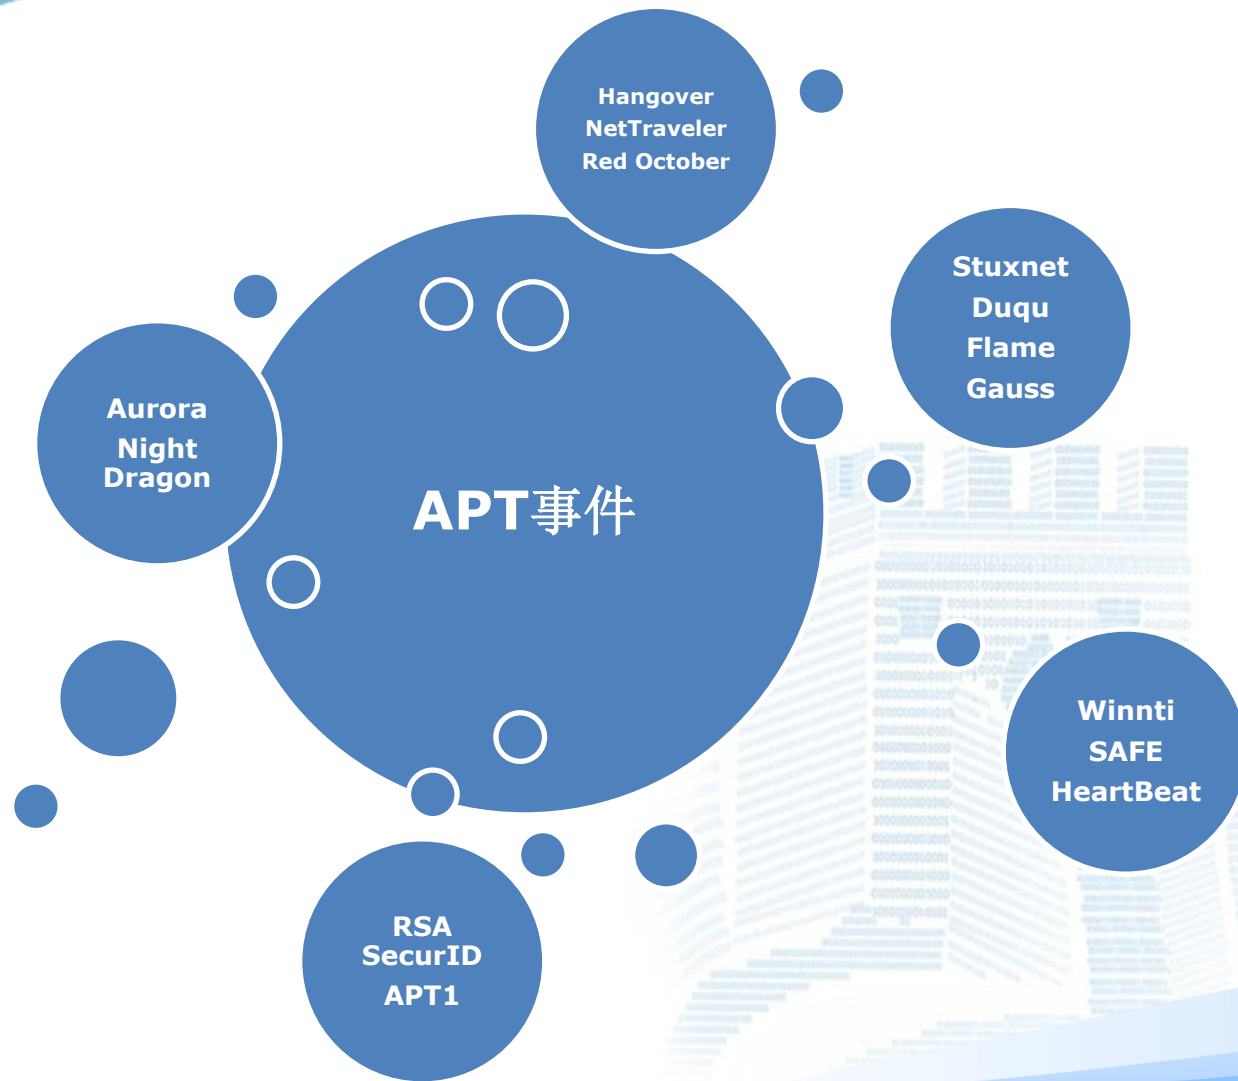 Hangover
NetTraveler
Red October
Stuxnet
Duqu
Flame
Gauss
Aurora
Night
Dragon
APT事件
Winnti
SAFE
HeartBeat
RSA
SecurID
APT1